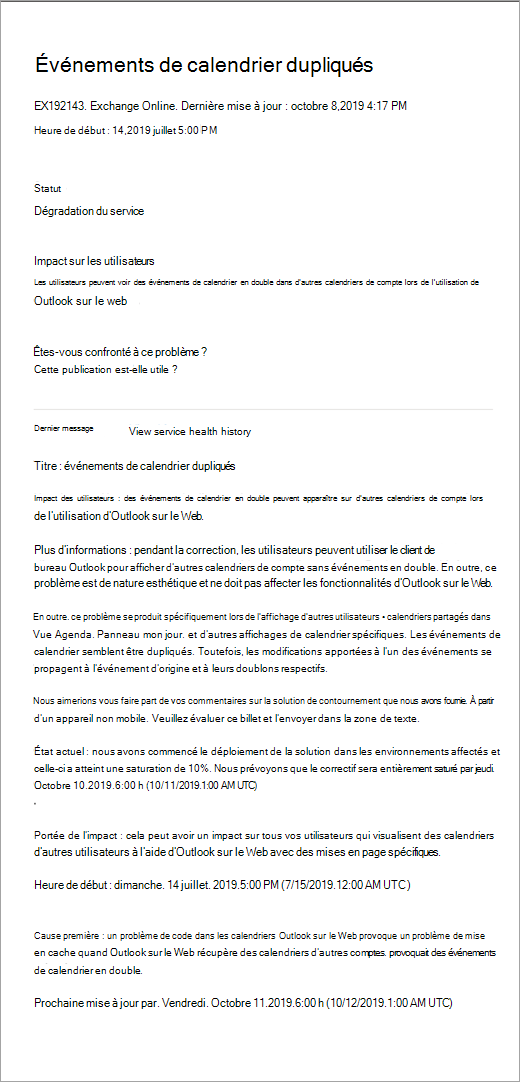 Événements de calendrier dupliqués
EX192143. Exchange Online. Dernière mise à jour : octobre 8,2019 4:17 PM
Heure de début : 14,2019 juillet 5:00 PM
Statut
Dégradation du service
Impact sur les utilisateurs
Les utilisateurs peuvent voir des événements de calendrier en double dans d'autres calendriers de compte lors de l'utilisation de
Outlook sur le web
Êtes-vous confronté à ce problème ?
Cette publication est-elle utile ?
Dernier message View service health history
Titre : événements de calendrier dupliqués
Impact des utilisateurs : des événements de calendrier en double peuvent apparaître sur d'autres calendriers de compte lors
de l'utilisation d'Outlook sur le Web.
Plus d'informations : pendant la correction, les utilisateurs peuvent utiliser le client de
bureau Outlook pour afficher d'autres calendriers de compte sans événements en double. En outre, ce
problème est de nature esthétique et ne doit pas affecter les fonctionnalités d'Outlook sur le Web.
En outre. ce problème se produit spécifiquement lors de l'affichage d'autres utilisateurs • calendriers partagés dans
Vue Agenda. Panneau mon jour. et d'autres affichages de calendrier spécifiques. Les événements de
calendrier semblent être dupliqués. Toutefois, les modifications apportées à l'un des événements se
propagent à l'événement d'origine et à leurs doublons respectifs.
Nous aimerions vous faire part de vos commentaires sur la solution de contournement que nous avons fournie. À partir
d'un appareil non mobile. Veuillez évaluer ce billet et l'envoyer dans la zone de texte.
État actuel : nous avons commencé le déploiement de la solution dans les environnements affectés et
celle-ci a atteint une saturation de 10%. Nous prévoyons que le correctif sera entièrement saturé par jeudi.
Octobre 10.2019.6:00 h (10/11/2019.1:00 AM UTC)
Portée de l'impact : cela peut avoir un impact sur tous vos utilisateurs qui visualisent des calendriers
d'autres utilisateurs à l'aide d'Outlook sur le Web avec des mises en page spécifiques.
Heure de début : dimanche. 14 juillet. 2019.5:00 PM (7/15/2019.12:00 AM UTC)
Cause première : un problème de code dans les calendriers Outlook sur le Web provoque un problème de mise
en cache quand Outlook sur le Web récupère des calendriers d'autres comptes. provoquait des événements
de calendrier en double.
Prochaine mise à jour par. Vendredi. Octobre 11.2019.6:00 h (10/12/2019.1:00 AM UTC)